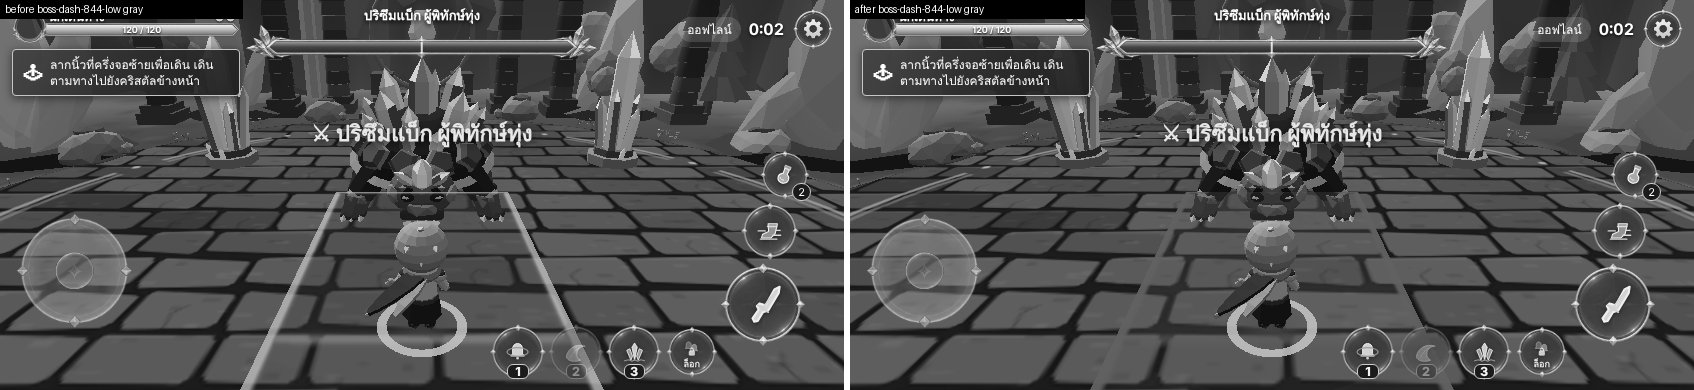 before boss-dash-844-low gray
ปริซึมแบ็ก ผู้พิทักษ์ทุ่ง
120 / 120
ออฟไลน์ 0:02
ลากนิ้วที่ครึ่งจอซ้ายเพื่อเดิน เดิน
ตามทางไปยังคริสตัลข้างหน้า
⚔ ปริซึมแบ็ก ผู้พิทักษ์ทุ่ง
2
ล็อก
1 2 3
after boss-dash-844-low gray
ปริซึมแบ็ก ผู้พิทักษ์ทุ่ง
120 / 120
ออฟไลน์ 0:02
ลากนิ้วที่ครึ่งจอซ้ายเพื่อเดิน เดิน
ตามทางไปยังคริสตัลข้างหน้า
⚔ ปริซึมแบ็ก ผู้พิทักษ์ทุ่ง
2
ล็อก
1 2 3